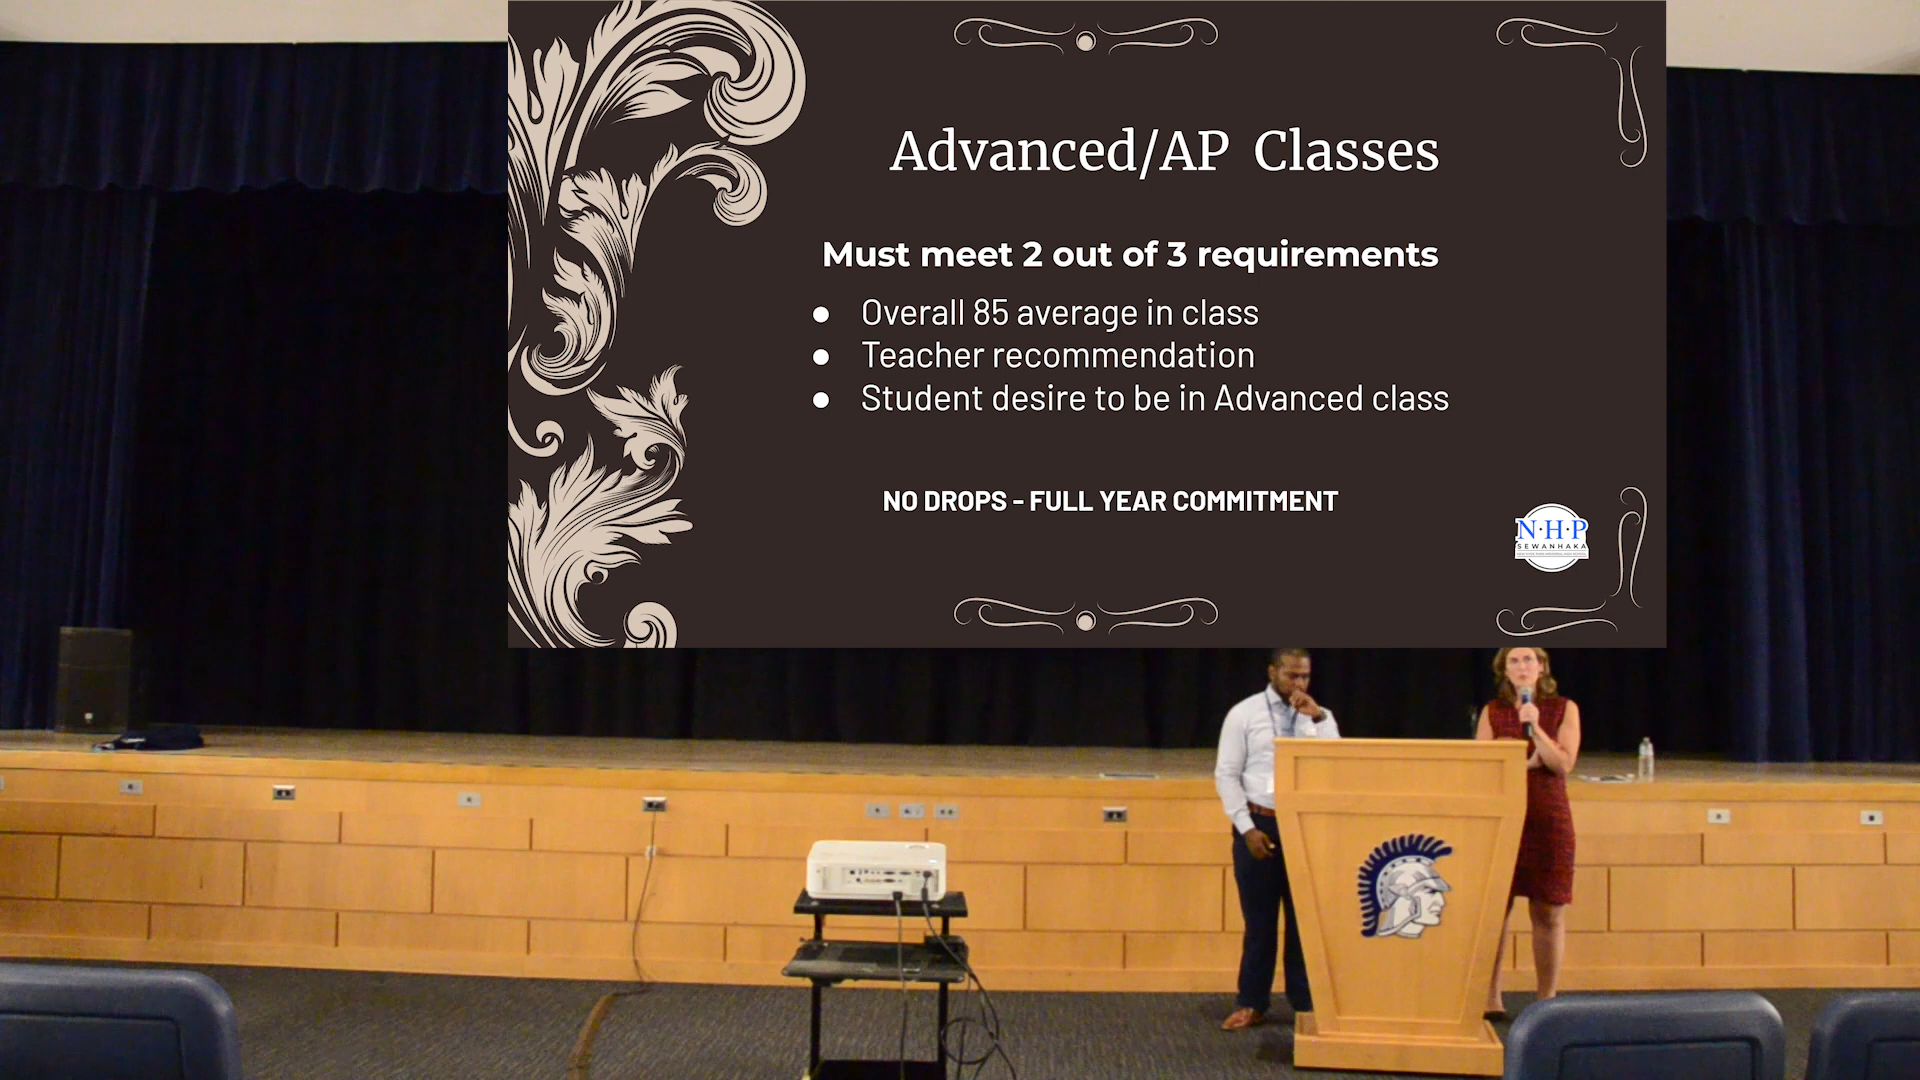 Advanced/AP Classes
Must meet 2 out of 3 requirements
● Overall 85 average in class
● Teacher recommendation
● Student desire to be in Advanced class
NO DROPS - FULL YEAR COMMITMENT
N·H·P
SEWANHAKA